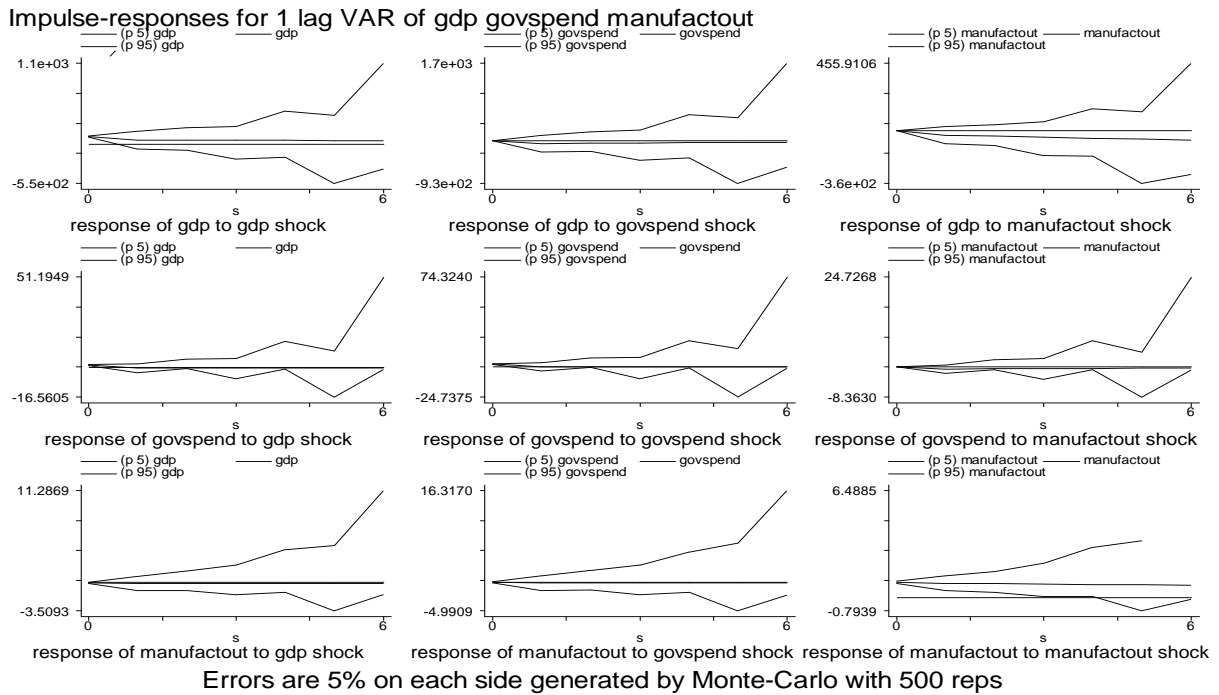 Impulse-responses for 1 lag VAR of gdp govspend manufactout
(p 5) gdp gdp
(p 95) gdp
1.1e+03
-5.5e+02
0 6
s
response of gdp to gdp shock
(p 5) govspend govspend
(p 95) govspend
1.7e+03
-9.3e+02
0 6
s
response of gdp to govspend shock
(p 5) manufactout manufactout
(p 95) manufactout
455.9106
-3.6e+02
0 6
s
response of gdp to manufactout shock
(p 5) gdp gdp
(p 95) gdp
51.1949
-16.5605
0 6
s
response of govspend to gdp shock
(p 5) govspend govspend
(p 95) govspend
74.3240
-24.7375
0 6
s
response of govspend to govspend shock
(p 5) manufactout manufactout
(p 95) manufactout
24.7268
-8.3630
0 6
s
response of govspend to manufactout shock
(p 5) gdp gdp
(p 95) gdp
11.2869
-3.5093
0 6
s
response of manufactout to gdp shock
(p 5) govspend govspend
(p 95) govspend
16.3170
-4.9909
0 6
s
response of manufactout to govspend shock
(p 5) manufactout manufactout
(p 95) manufactout
6.4885
-0.7939
0 6
s
response of manufactout to manufactout shock
Errors are 5% on each side generated by Monte-Carlo with 500 reps